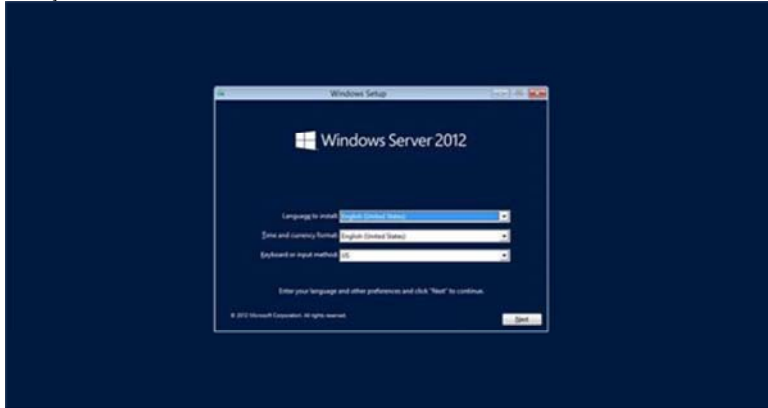 Windows Setup
Windows Server 2012
Language to install: English (United States)
Time and currency format: English (United States)
Keyboard or input method: US
Enter your language and other preferences and click "Next" to continue.
© 2012 Microsoft Corporation. All rights reserved.
Next